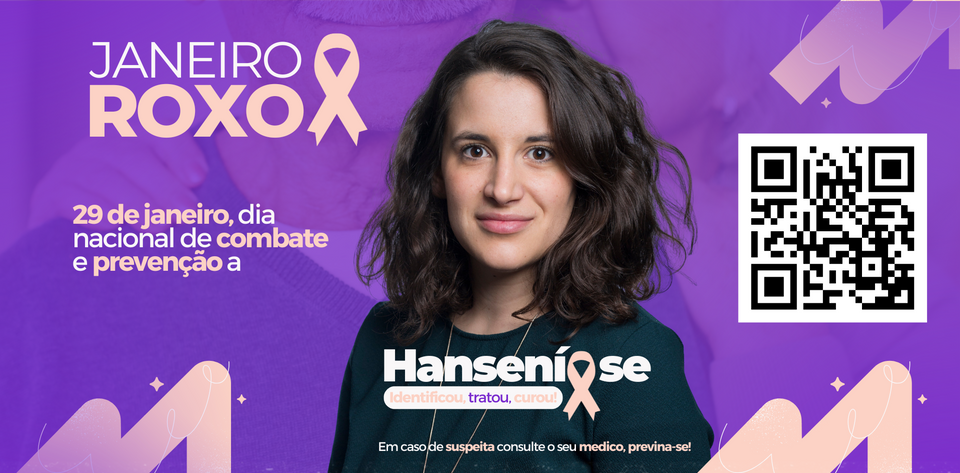 JANEIRO
ROXO
29 de janeiro, dia
nacional de combate
e prevenção a
Hanseníase
Identificou, tratou, curou!
Em caso de suspeita consulte o seu medico, previna-se!